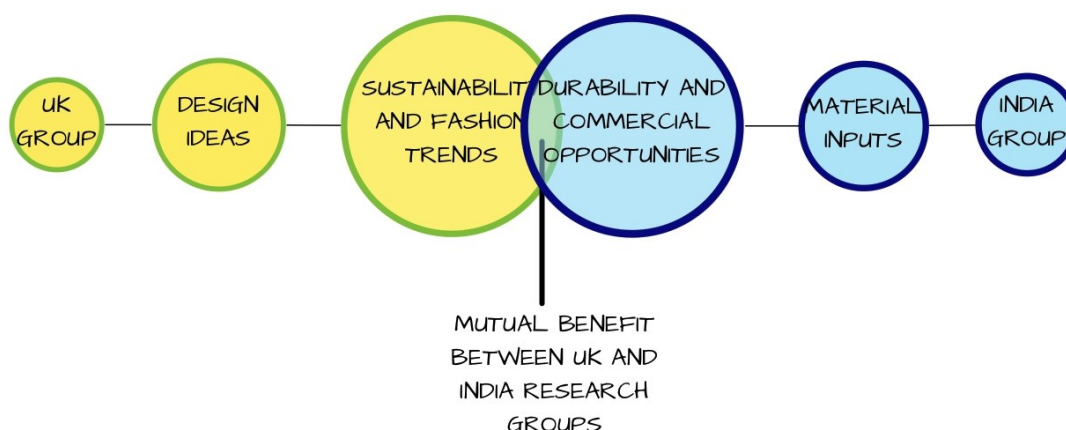 UK
GROUP
DESIGN
IDEAS
SUSTAINABILITY
AND FASHION
TRENDS
DURABILITY AND
COMMERCIAL
OPPORTUNITIES
MATERIAL
INPUTS
INDIA
GROUP
MUTUAL BENEFIT
BETWEEN UK AND
INDIA RESEARCH
GROUPS